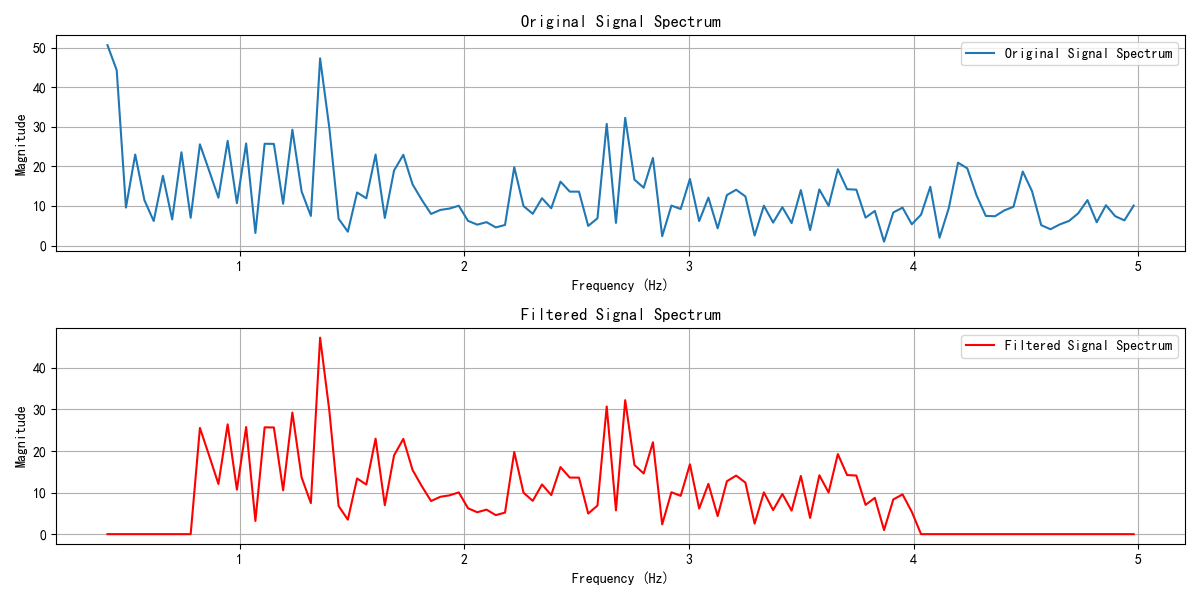 Original Signal Spectrum
50
40
30
20
10
0
Magnitude
Original Signal Spectrum
1 2 3 4 5
Frequency (Hz)
Filtered Signal Spectrum
40
30
20
10
0
Magnitude
Filtered Signal Spectrum
1 2 3 4 5
Frequency (Hz)